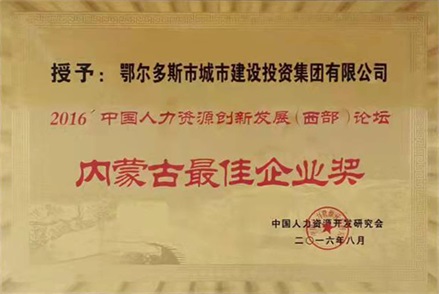 授予：鄂尔多斯市城市建设投资集团有限公司
2016′中国人力资源创新发展（西部）论坛
内蒙古最佳企业奖
中国人力资源开发研究会
二〇一六年八月